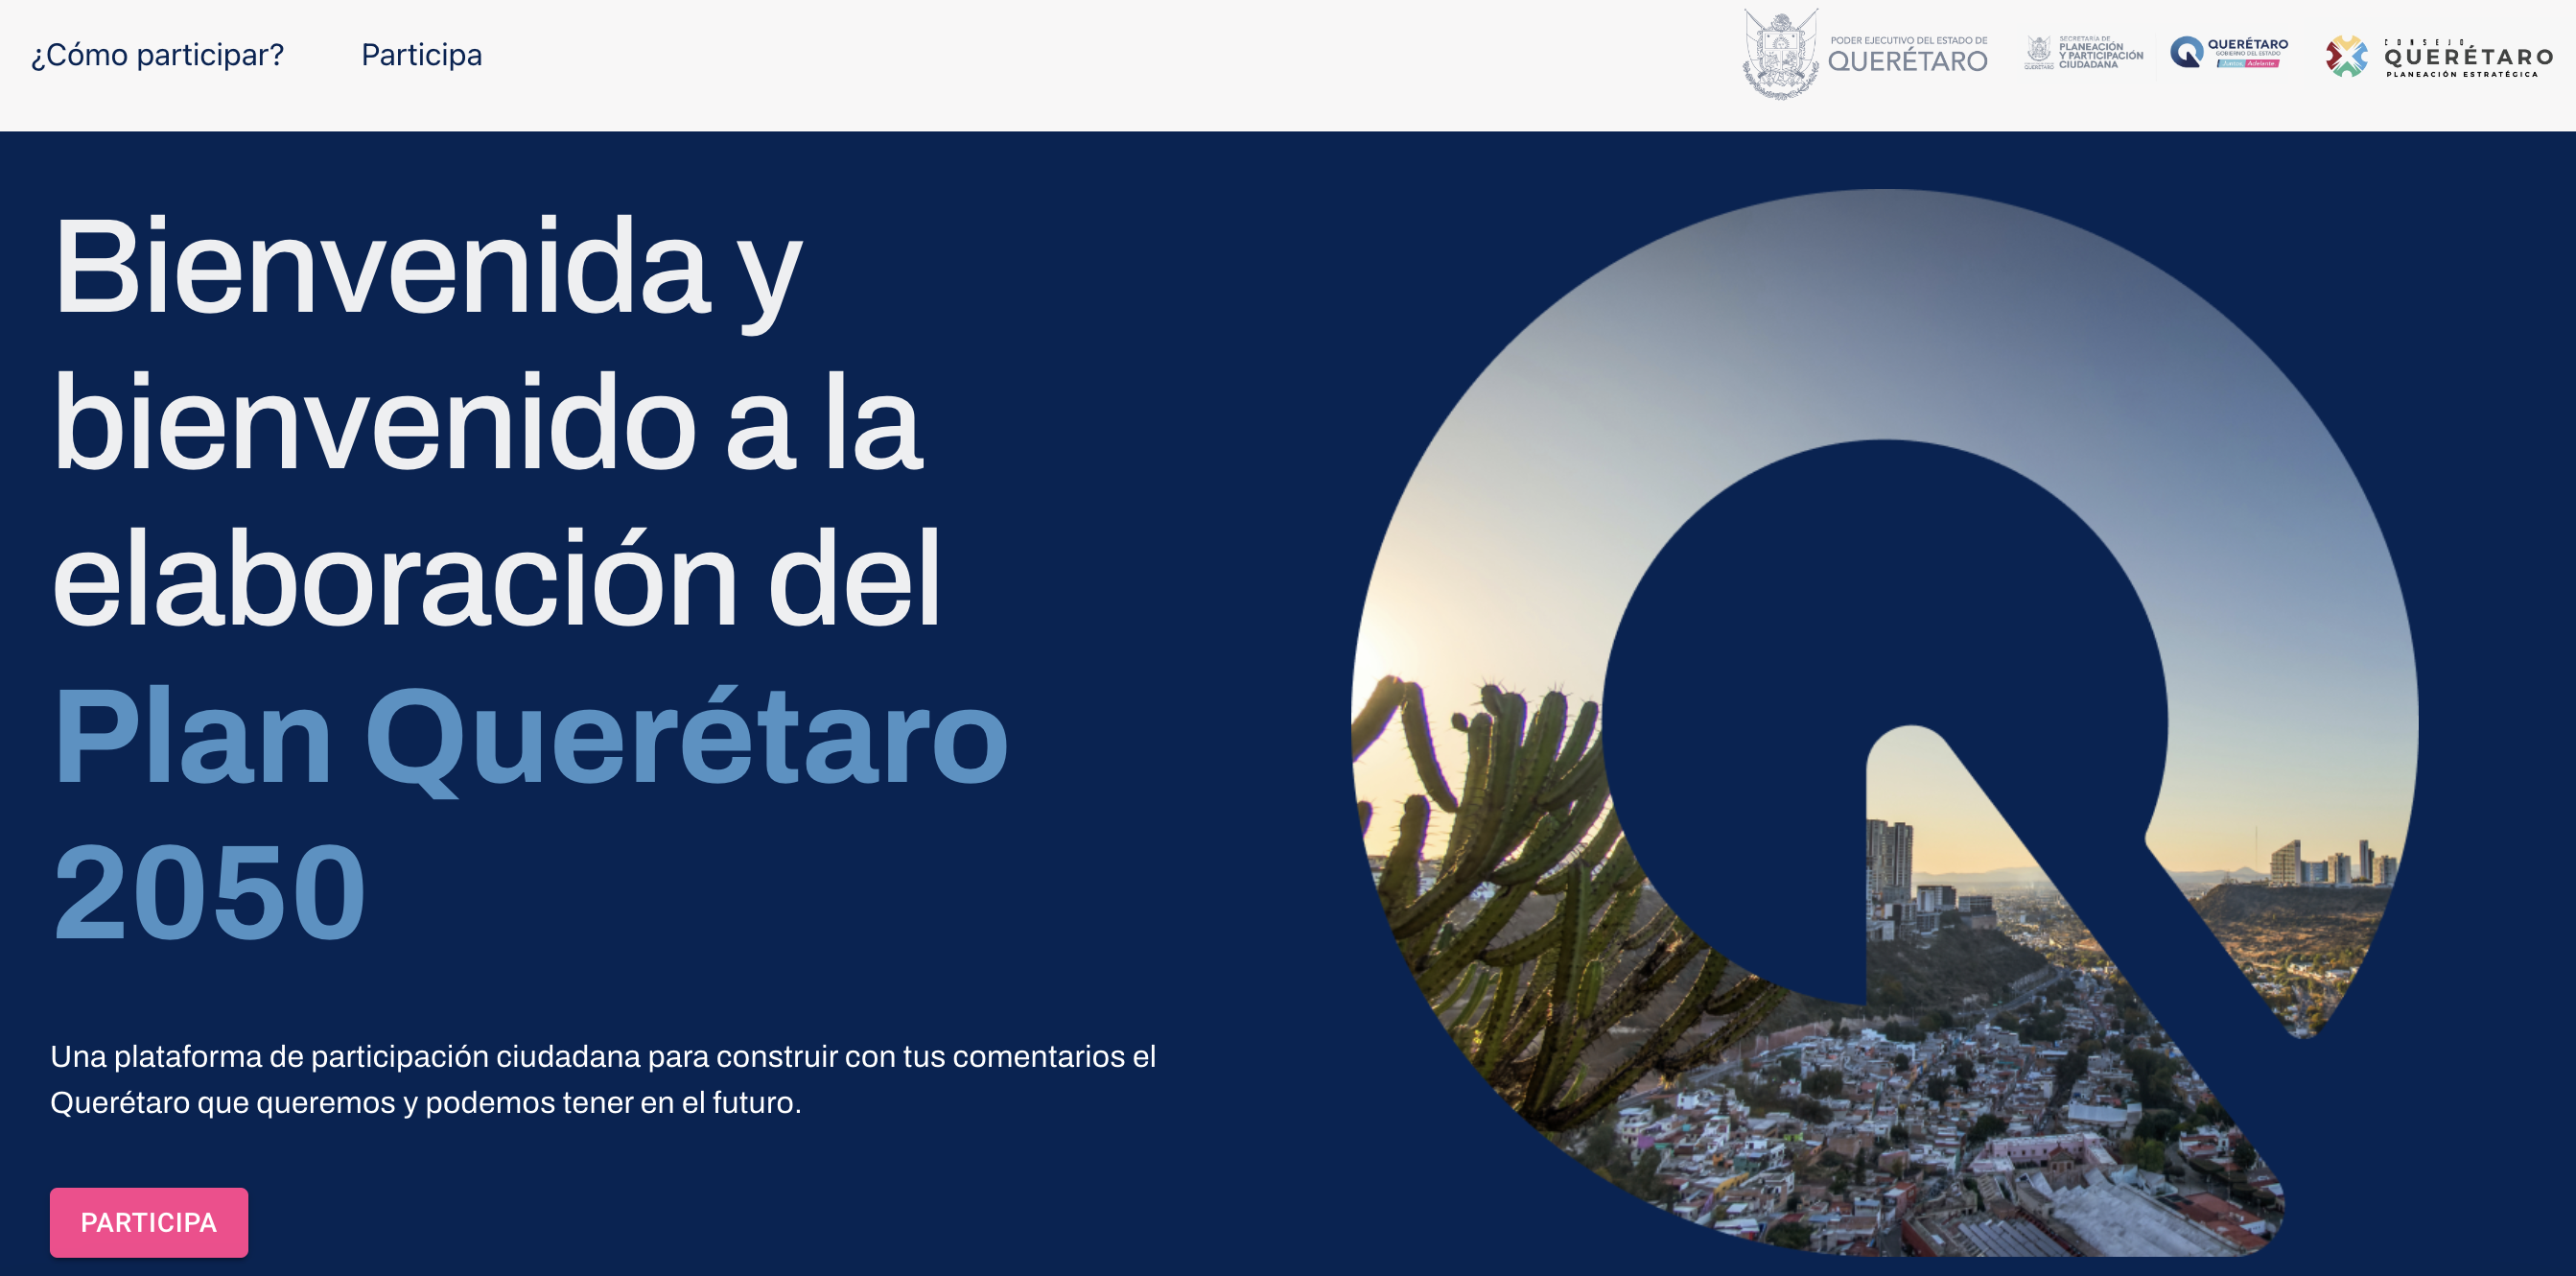 ¿Cómo participar? Participa
PODER EJECUTIVO DEL ESTADO DE
QUERÉTARO
SECRETARÍA DE
PLANEACIÓN
Y PARTICIPACIÓN
CIUDADANA
QUERÉTARO
GOBIERNO DEL ESTADO
Juntos Adelante
CONSEJO
QUERÉTARO
PLANEACIÓN ESTRATÉGICA
Bienvenida y
bienvenido a la
elaboración del
Plan Querétaro
2050
Una plataforma de participación ciudadana para construir con tus comentarios el
Querétaro que queremos y podemos tener en el futuro.
PARTICIPA